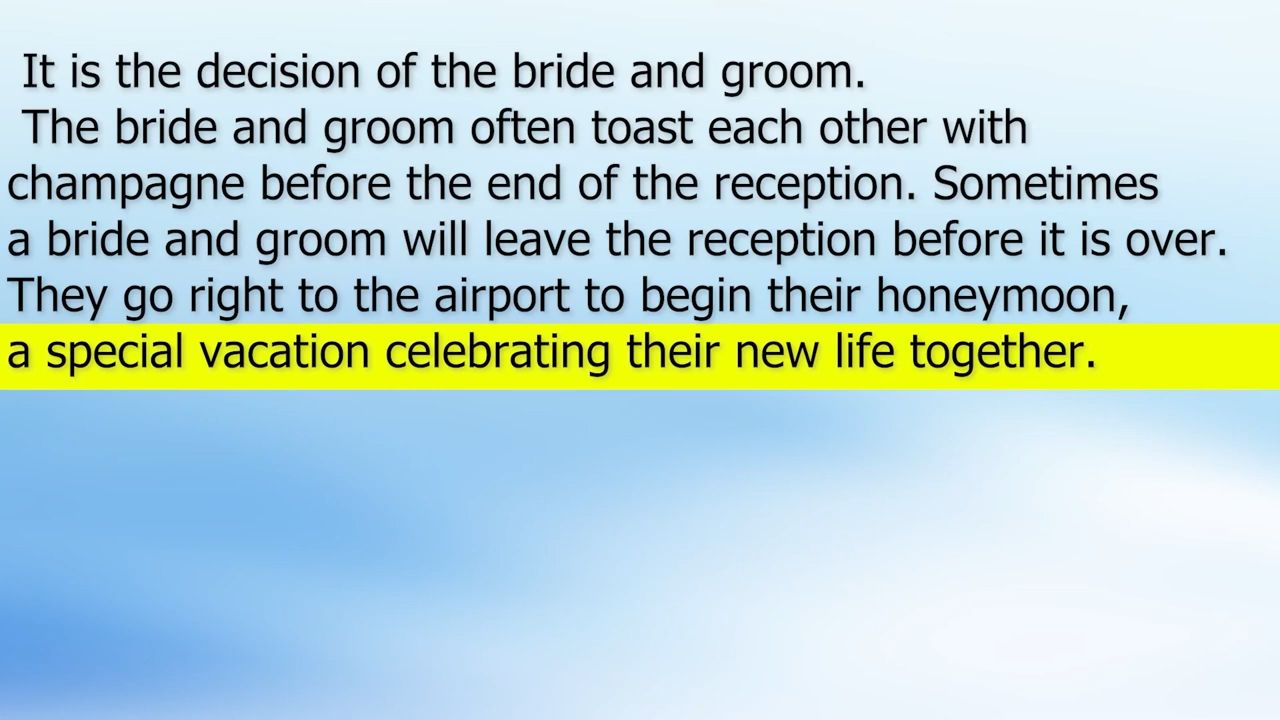 It is the decision of the bride and groom.
The bride and groom often toast each other with
champagne before the end of the reception. Sometimes
a bride and groom will leave the reception before it is over.
They go right to the airport to begin their honeymoon,
a special vacation celebrating their new life together.